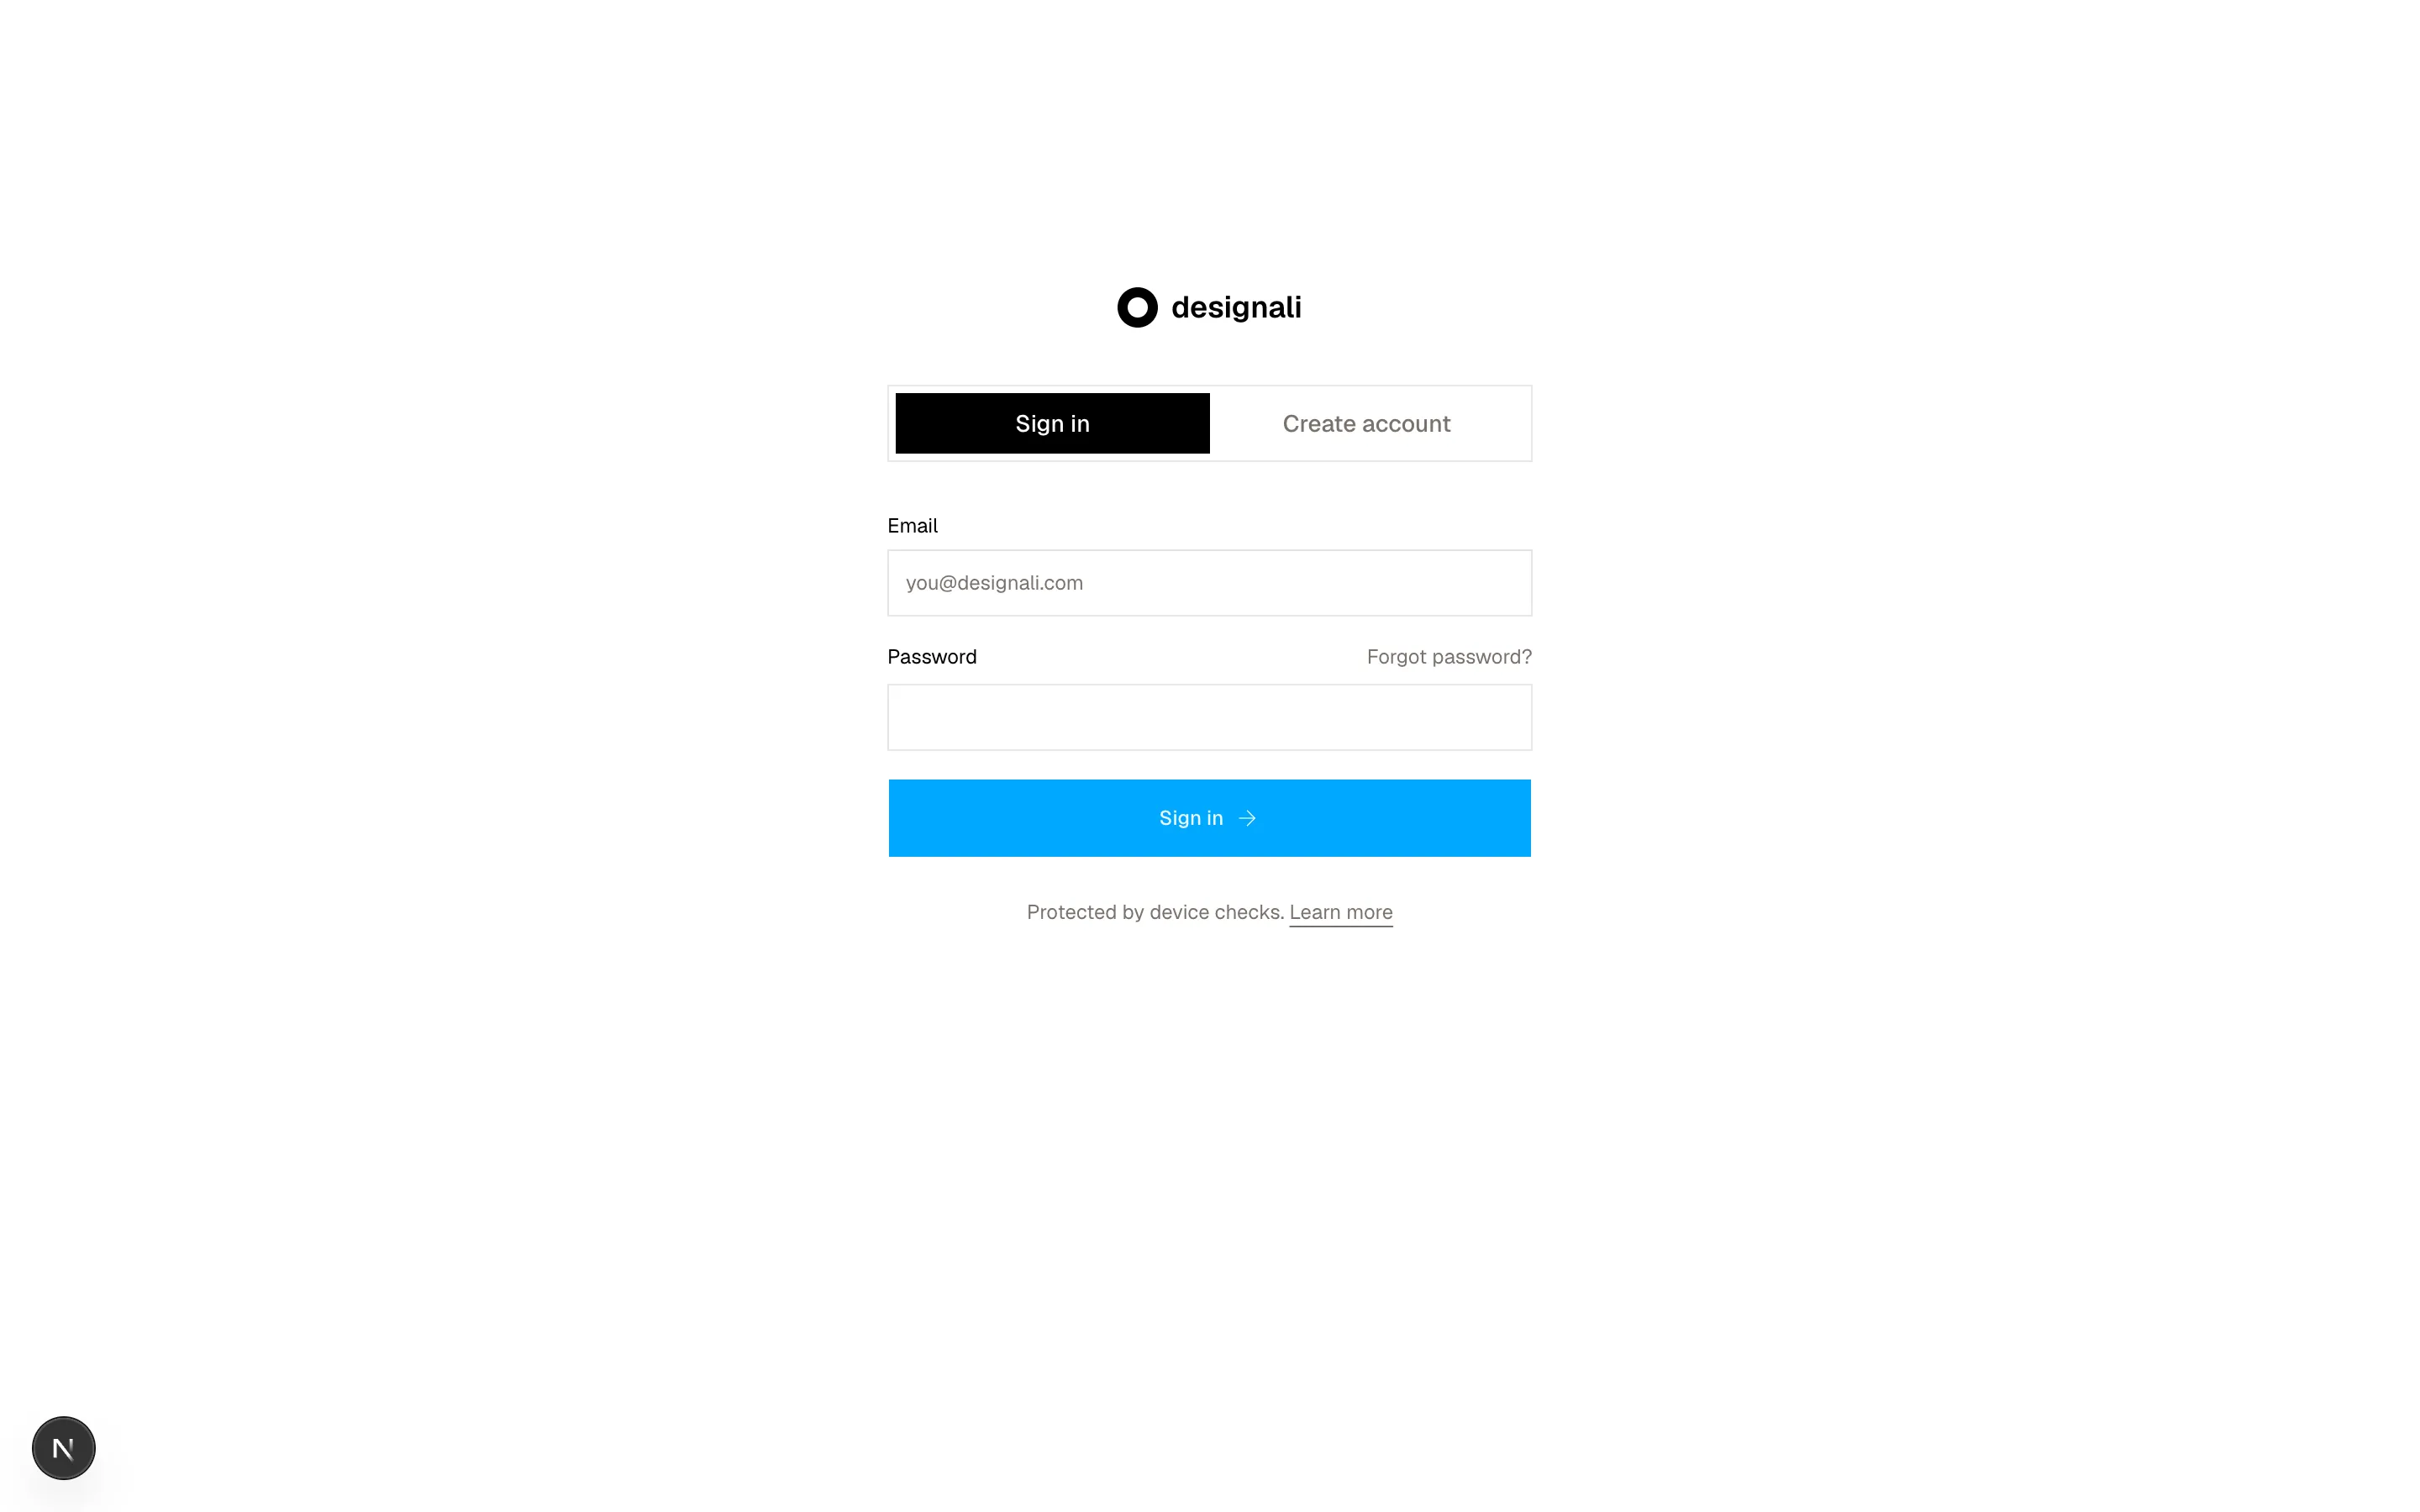 designali
Sign in
Create account
Email
you@designali.com
Password
Forgot password?
Sign in
Protected by device checks. Learn more
N